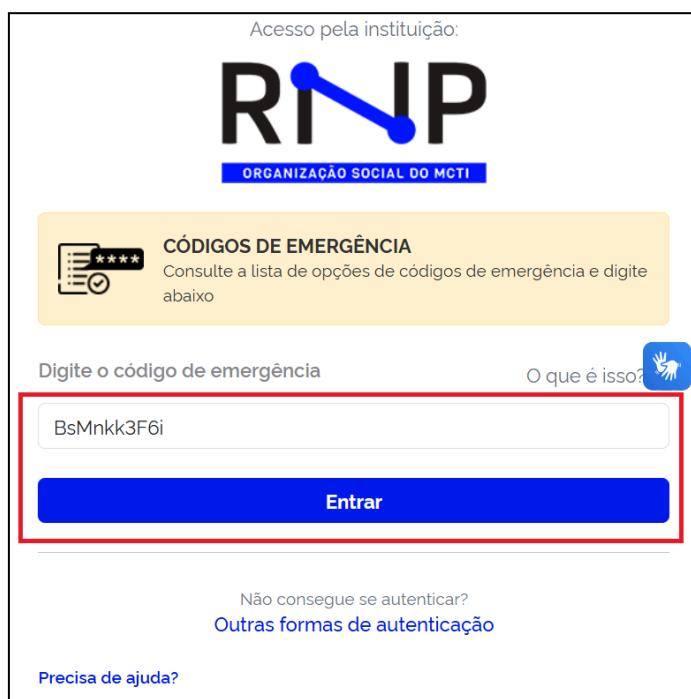 Acesso pela instituição:
RNP
ORGANIZAÇÃO SOCIAL DO MCTI
****
CÓDIGOS DE EMERGÊNCIA
Consulte a lista de opções de códigos de emergência e digite
abaixo
Digite o código de emergência
O que é isso?
BsMnkk3F6i
Entrar
Não consegue se autenticar?
Outras formas de autenticação
Precisa de ajuda?